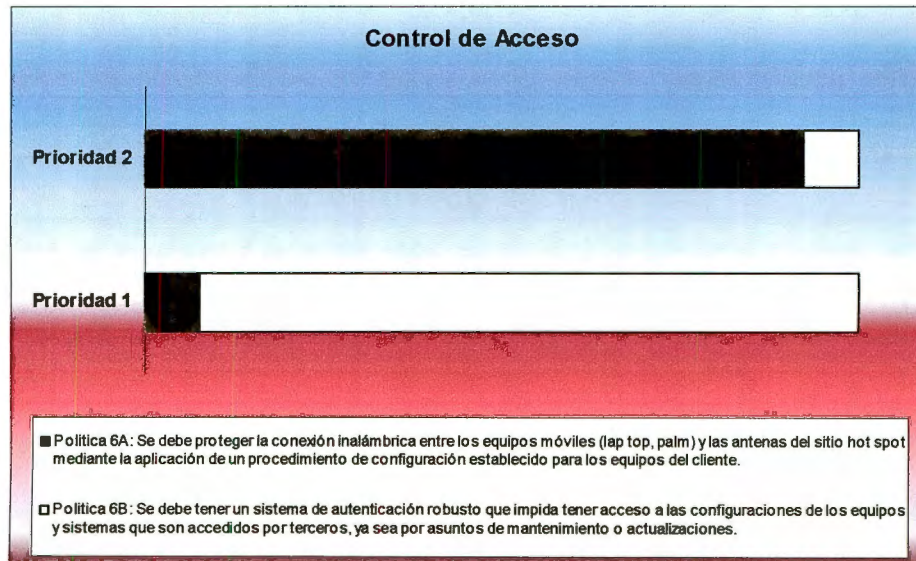 Control de Acceso
Prioridad 2
Prioridad 1
Politica 6A: Se debe proteger la conexión inalámbrica entre los equipos móviles (lap top, palm) y las antenas del sitio hot spot
mediante la aplicación de un procedimiento de configuración establecido para los equipos del cliente.
Politica 6B: Se debe tener un sistema de autenticación robusto que impida tener acceso a las configuraciones de los equipos
y sistemas que son accedidos por terceros, ya sea por asuntos de mantenimiento o actualizaciones.